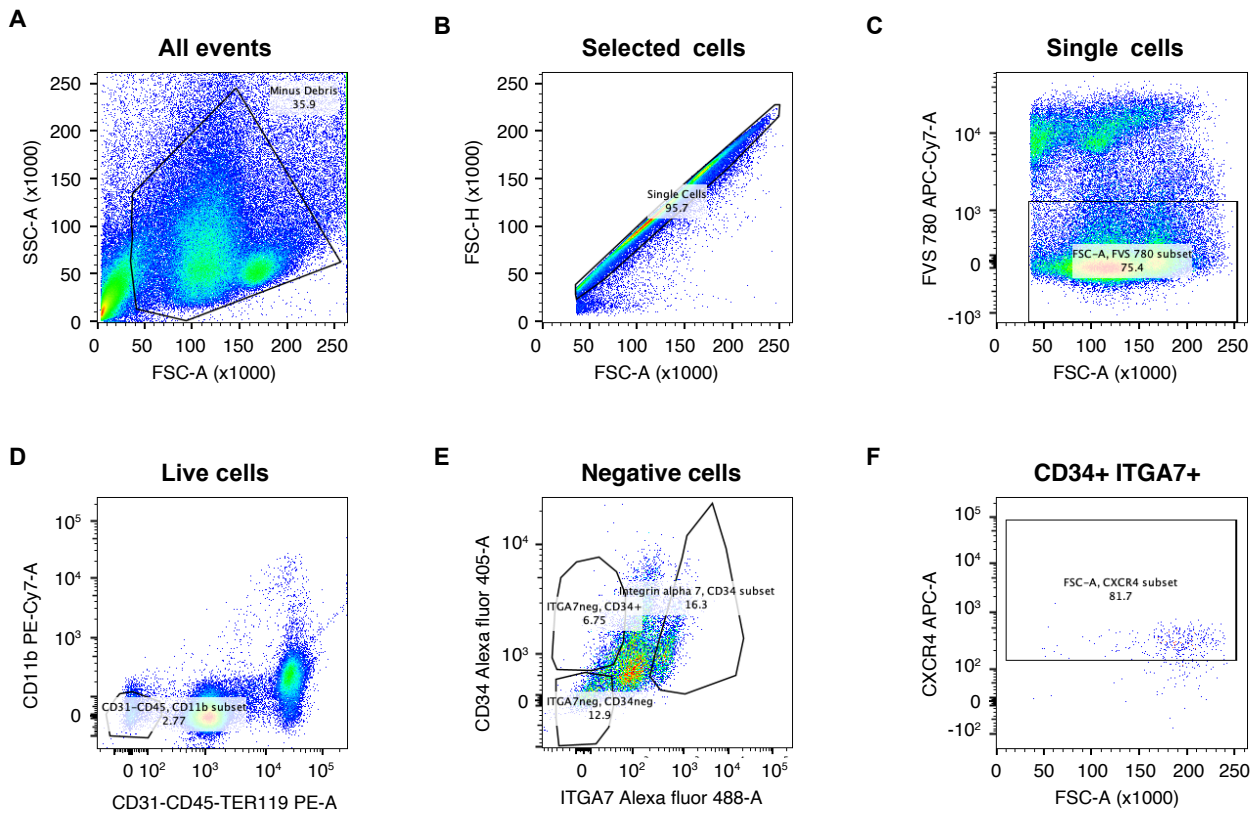 A
All events
SSC-A (x1000)
250
200
150
100
50
0
Minus Debris
35.9
0 50 100 150 200 250
FSC-A (x1000)
B
Selected cells
FSC-H (x1000)
250
200
150
100
50
0
Single Cells
95.7
0 50 100 150 200 250
FSC-A (x1000)
C
Single cells
FVS 780 APC-Cy7-A
10⁴
10³
0
-10³
FSC-A, FVS 780 subset
75.4
0 50 100 150 200 250
FSC-A (x1000)
D
Live cells
CD11b PE-Cy7-A
10⁵
10⁴
10³
0
CD31-CD45, CD11b subset
2.77
0 10² 10³ 10⁴ 10⁵
CD31-CD45-TER119 PE-A
E
Negative cells
CD34 Alexa fluor 405-A
10⁴
10³
0
Integrin alpha 7, CD34 subset
16.3
ITGA7neg, CD34+
6.75
ITGA7neg, CD34neg
12.9
0 10² 10³ 10⁴ 10⁵
ITGA7 Alexa fluor 488-A
F
CD34+ ITGA7+
CXCR4 APC-A
10⁵
10⁴
10³
10²
-10²
FSC-A, CXCR4 subset
81.7
0 50 100 150 200 250
FSC-A (x1000)